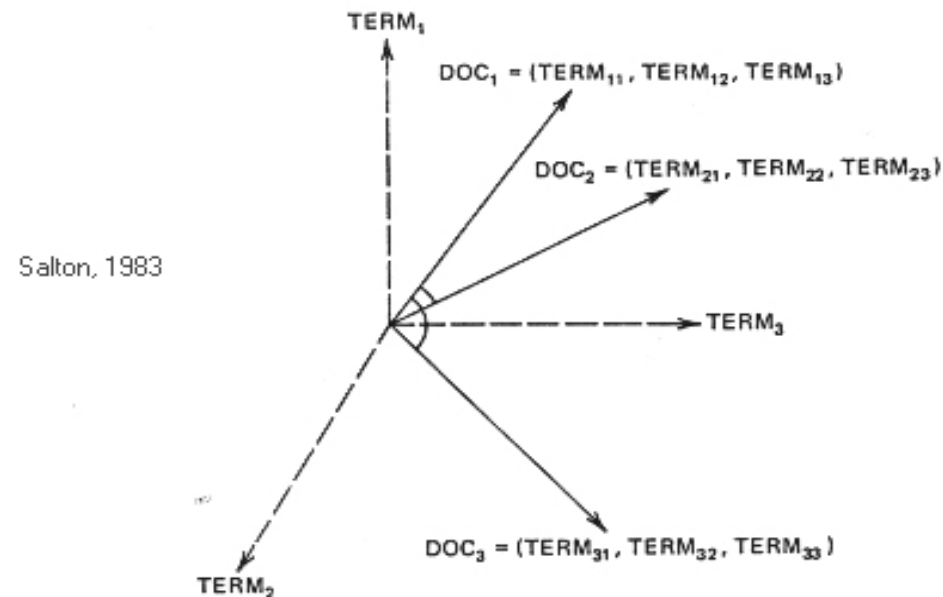 TERM₁
DOC₁ = (TERM₁₁, TERM₁₂, TERM₁₃)
DOC₂ = (TERM₂₁, TERM₂₂, TERM₂₃)
Salton, 1983
TERM₃
DOC₃ = (TERM₃₁, TERM₃₂, TERM₃₃)
TERM₂